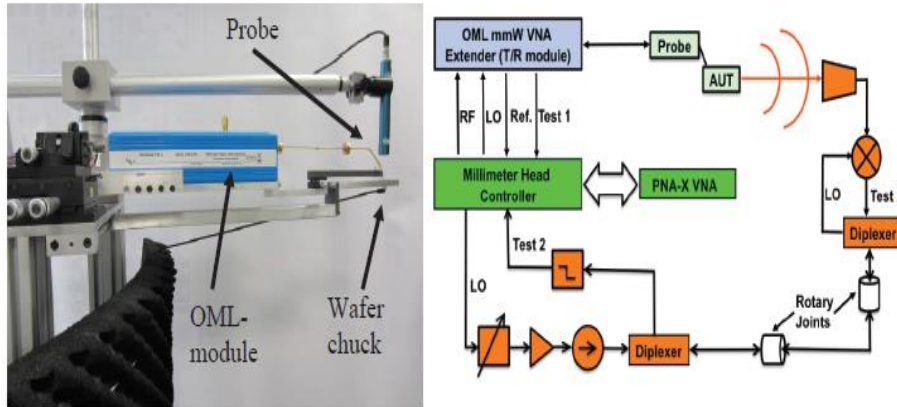 Probe
OML-
module
Wafer
chuck
OML mmW VNA
Extender (T/R module)
Probe
AUT
RF
LO
Ref.
Test 1
Millimeter Head
Controller
PNA-X VNA
LO
Test
Diplexer
Test 2
LO
Rotary
Joints
Diplexer